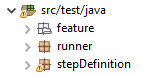 src/test/java
feature
runner
stepDefinition